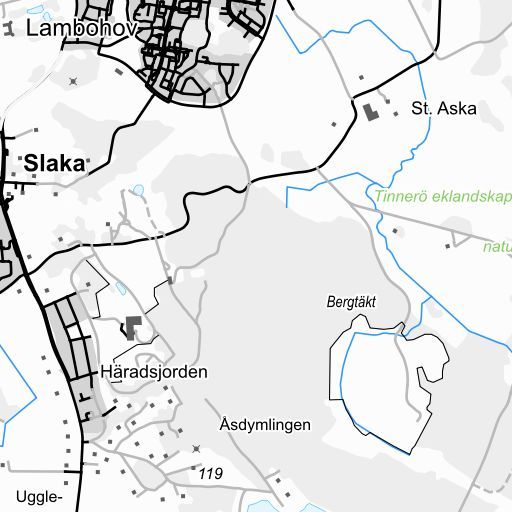 Lambohov
St. Aska
Slaka
Tinnerö eklandskap
natu
Bergtäkt
Häradsjorden
Åsdymlingen
119
Uggle-